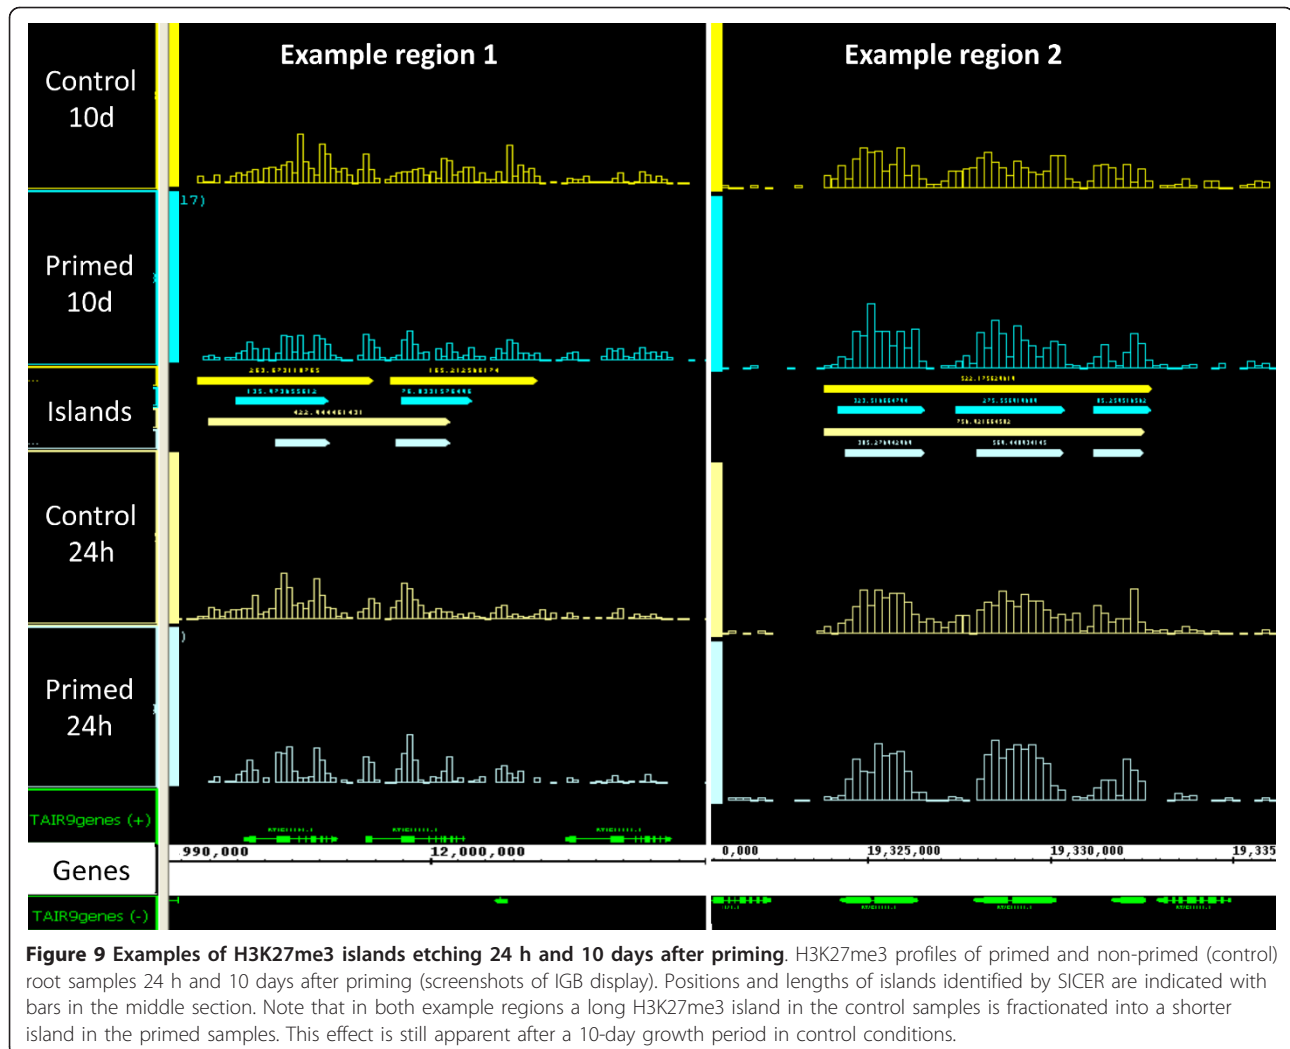 Example region 1
Example region 2
Control
10d
17)
Primed
10d
Islands
422.944461431
522.175629614
Control
24h
Primed
24h
)
TAIR9genes (+)
990,000
12,000,000
0,000
19,325,000
19,330,000
19,335
Genes
TAIR9genes (-)
Figure 9 Examples of H3K27me3 islands etching 24 h and 10 days after priming. H3K27me3 profiles of primed and non-primed (control)
root samples 24 h and 10 days after priming (screenshots of IGB display). Positions and lengths of islands identified by SICER are indicated with
bars in the middle section. Note that in both example regions a long H3K27me3 island in the control samples is fractionated into a shorter
island in the primed samples. This effect is still apparent after a 10-day growth period in control conditions.